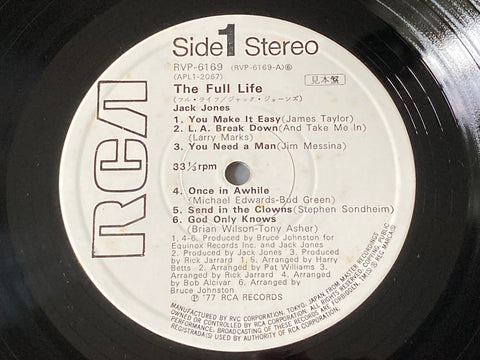 Side 1 Stereo
RVP-6169 (RVP-6169-A)⑥
(APL1-2067)
見本盤
The Full Life
(フル・ライフ/ジャック・ジョーンズ)
Jack Jones
1. You Make It Easy(James Taylor)
2. L.A. Break Down(And Take Me In)
(Larry Marks)
3. You Need a Man(Jim Messina)
33⅓rpm
4. Once in Awhile
(Michael Edwards-Bud Green)
5. Send in the Clowns(Stephen Sondheim)
6. God Only Knows
(Brian Wilson-Tony Asher)
1, 4-6. Produced by Bruce Johnston for
Equinox Records Inc. and Jack Jones
2. Produced by Jack Jones 3. Produced
by Rick Jarrard 1, 5. Arranged by Harry
Betts 2. Arranged by Pat Williams 3.
Arranged by Rick Jarrard 4. Arranged
by Bob Alcivar 6. Arranged by
Bruce Johnston
Ⓟ '77 RCA RECORDS
RCA
MANUFACTURED BY RVC CORPORATION, TOKYO, JAPAN FROM MASTER RECORDINGS
OWNED OR CONTROLLED BY RCA CORPORATION. ALL RIGHTS RESERVED. COPYING, PUBLIC
PERFORMANCE, BROADCASTING OF THESE RECORDS ARE FORBIDDEN. TM(S) ® REG MARCA(S)
REGISTRADA(S) USED BY AUTHORITY OF RCA CORPORATION.